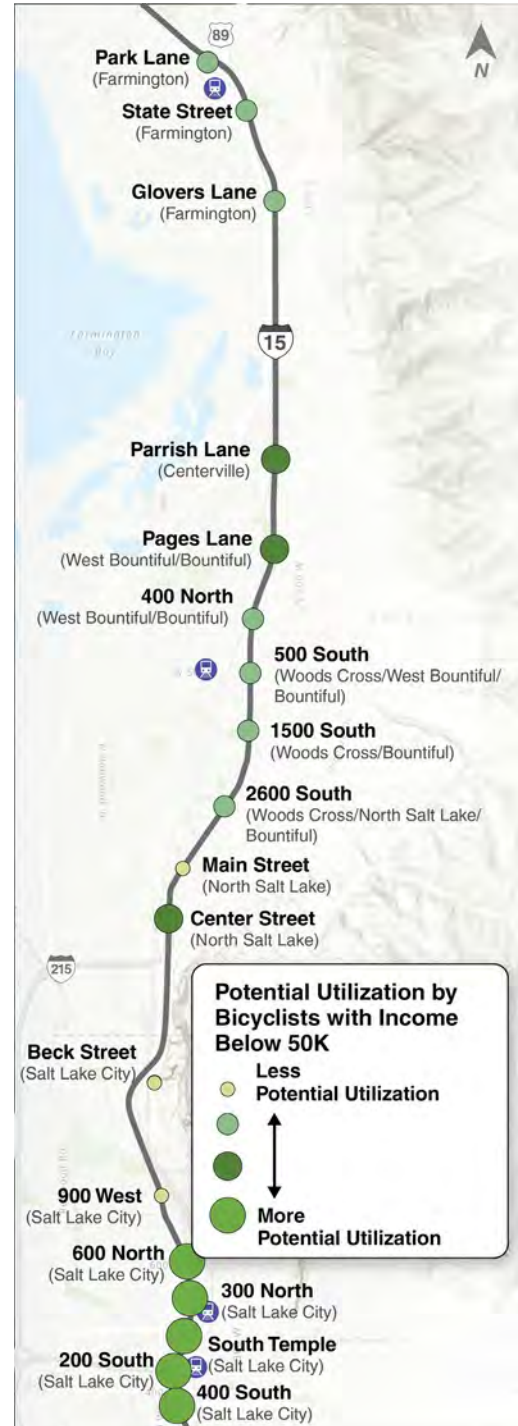 89
N
Park Lane
(Farmington)
State Street
(Farmington)
Glovers Lane
(Farmington)
Farmington
Bay
15
Parrish Lane
(Centerville)
Pages Lane
(West Bountiful/Bountiful)
400 North
(West Bountiful/Bountiful)
500 South
(Woods Cross/West Bountiful/
Bountiful)
1500 South
(Woods Cross/Bountiful)
2600 South
(Woods Cross/North Salt Lake/
Bountiful)
Main Street
(North Salt Lake)
Center Street
(North Salt Lake)
215
Potential Utilization by
Bicyclists with Income
Below 50K
Less
Potential Utilization
More
Potential Utilization
Beck Street
(Salt Lake City)
900 West
(Salt Lake City)
600 North
(Salt Lake City)
300 North
(Salt Lake City)
South Temple
(Salt Lake City)
200 South
(Salt Lake City)
400 South
(Salt Lake City)